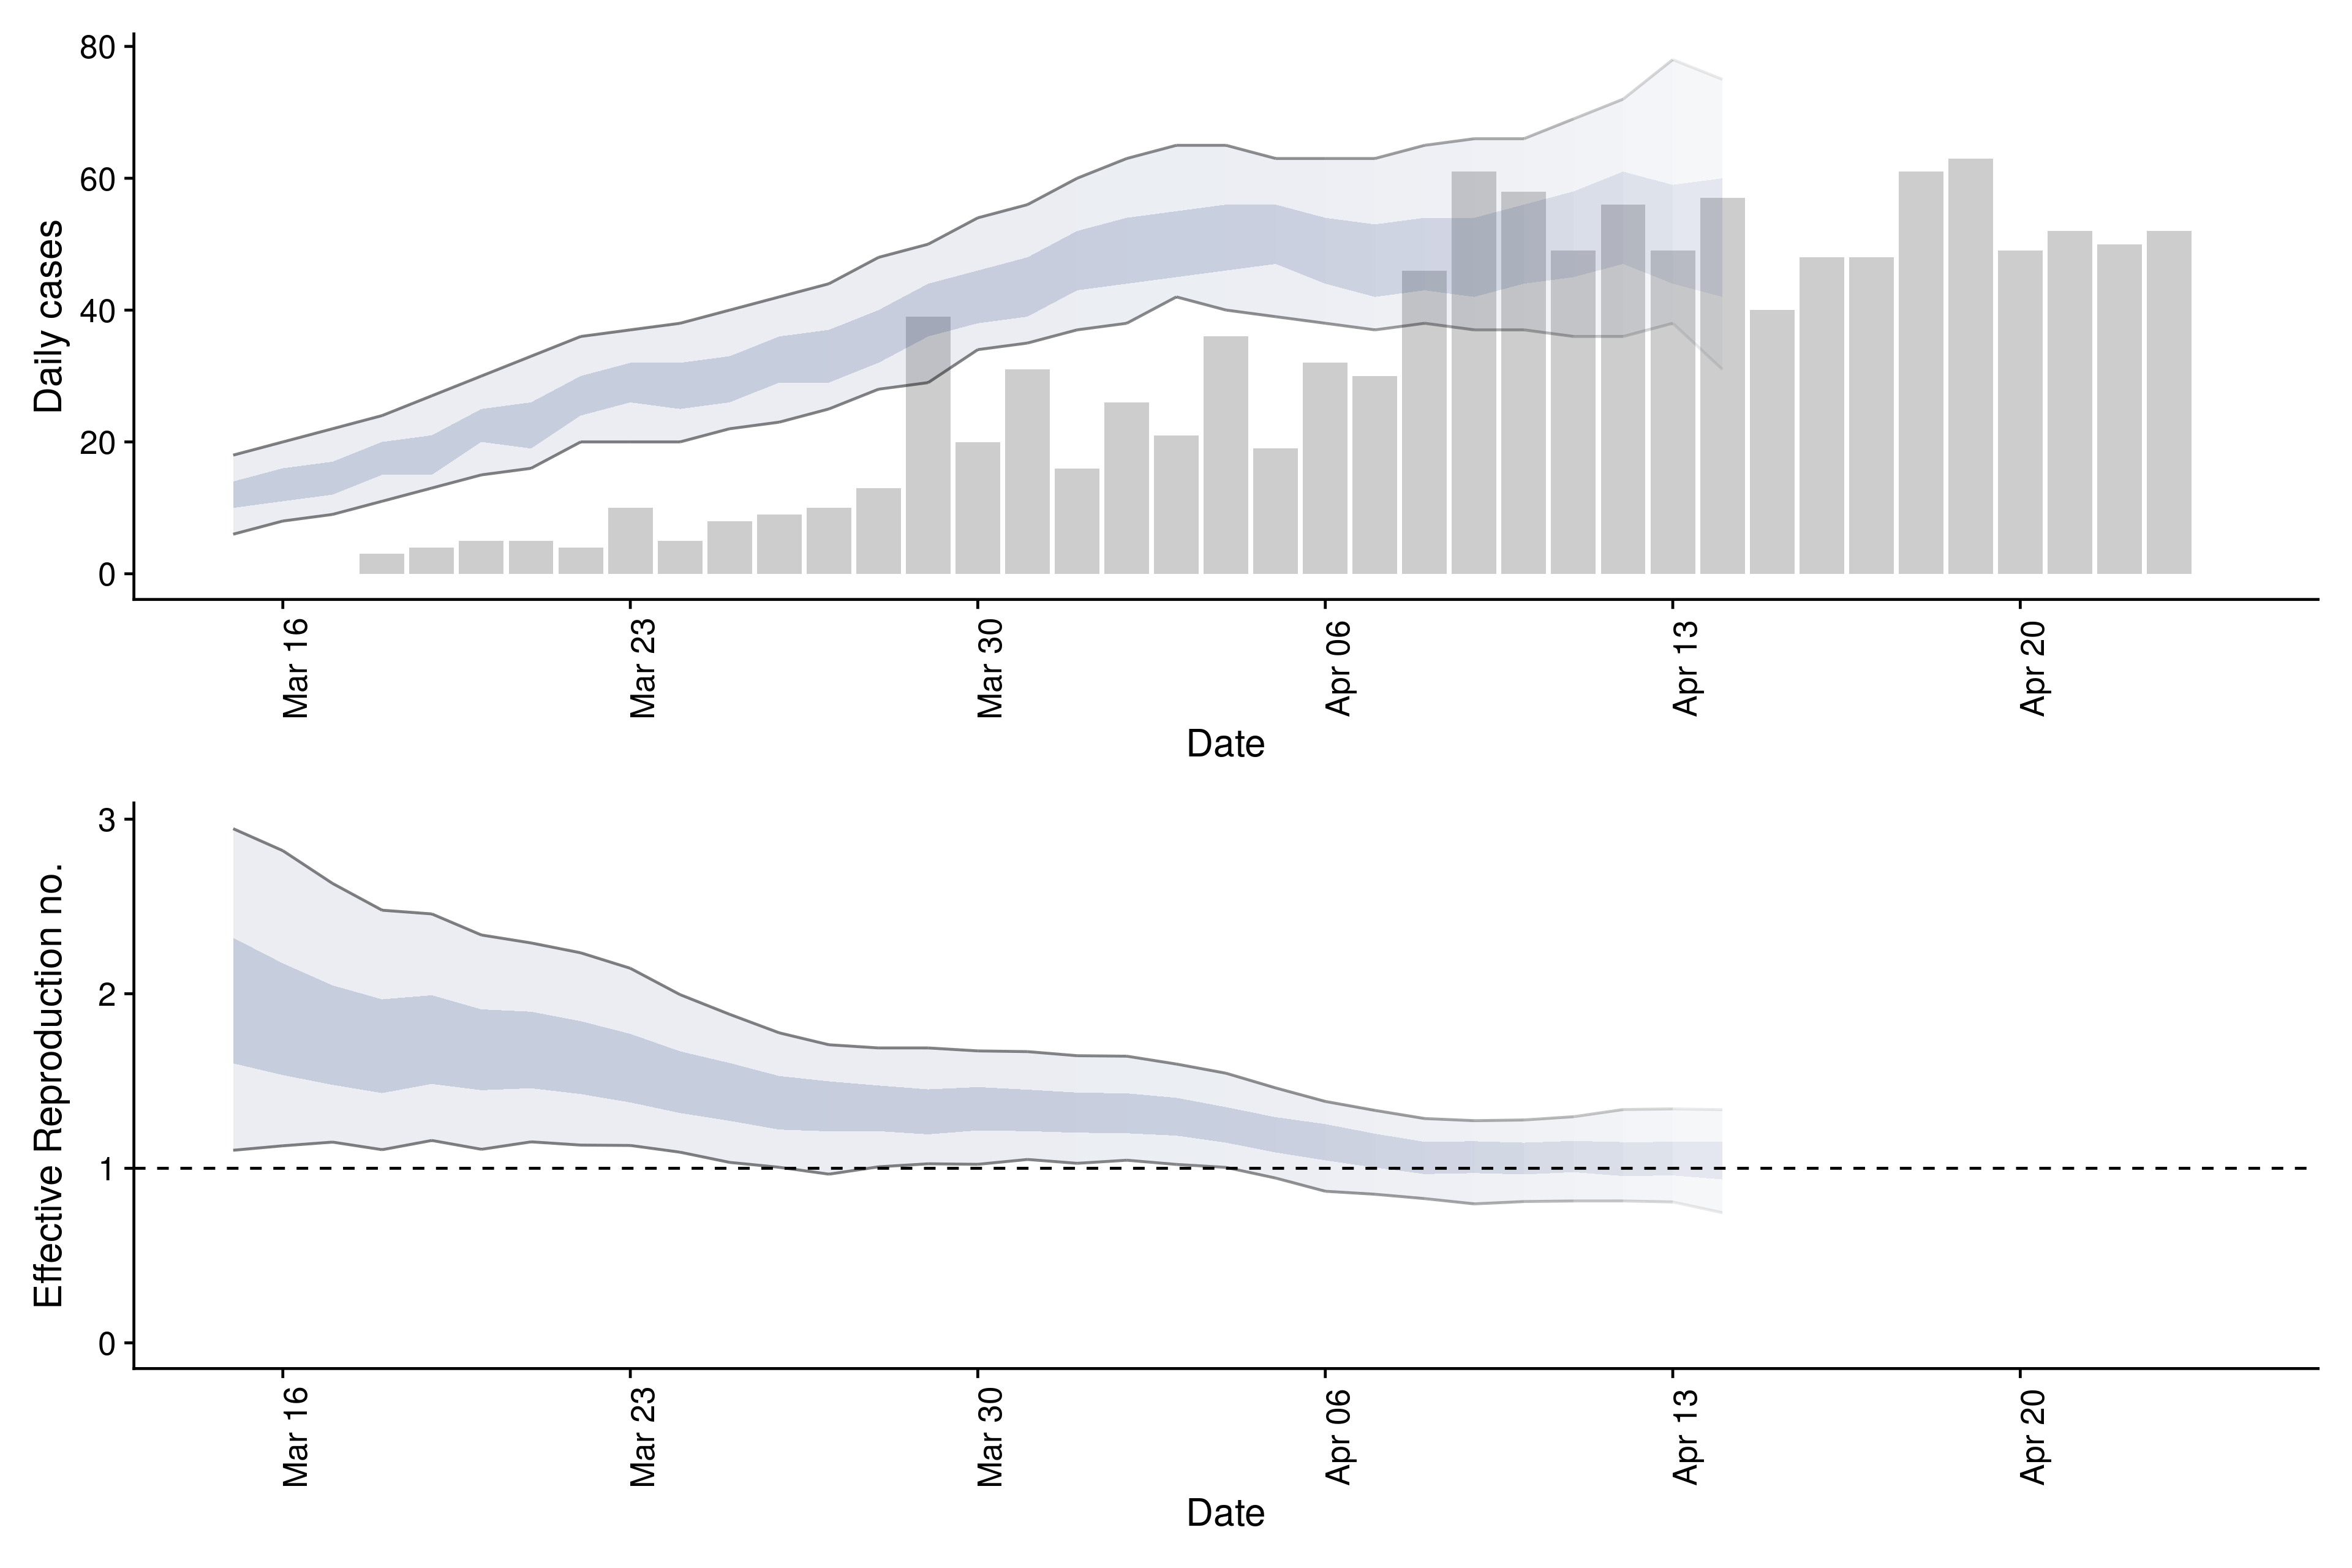 Daily cases
80
60
40
20
0
Mar 16
Mar 23
Mar 30
Apr 06
Apr 13
Apr 20
Date
Effective Reproduction no.
3
2
1
0
Mar 16
Mar 23
Mar 30
Apr 06
Apr 13
Apr 20
Date